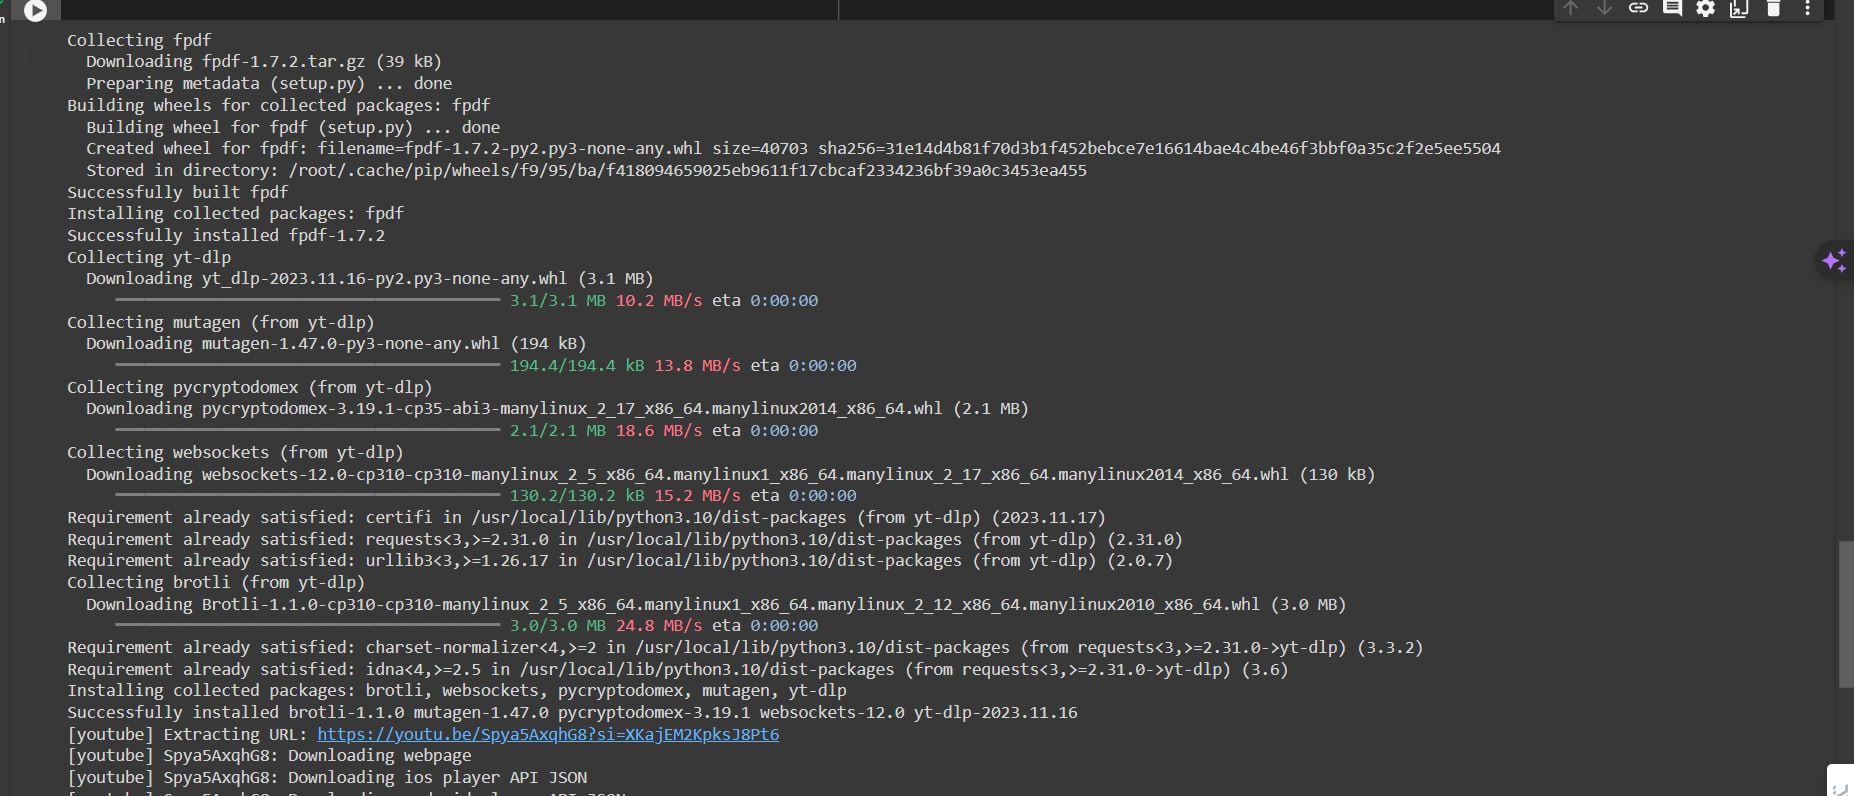 Collecting fpdf
Downloading fpdf-1.7.2.tar.gz (39 kB)
Preparing metadata (setup.py) ... done
Building wheels for collected packages: fpdf
Building wheel for fpdf (setup.py) ... done
Created wheel for fpdf: filename=fpdf-1.7.2-py2.py3-none-any.whl size=40703 sha256=31e14d4b81f70d3b1f452bebce7e16614bae4c4be46f3bbf0a35c2f2e5ee5504
Stored in directory: /root/.cache/pip/wheels/f9/95/ba/f418094659025eb9611f17cbcaf2334236bf39a0c3453ea455
Successfully built fpdf
Installing collected packages: fpdf
Successfully installed fpdf-1.7.2
Collecting yt-dlp
Downloading yt_dlp-2023.11.16-py2.py3-none-any.whl (3.1 MB)
3.1/3.1 MB 10.2 MB/s eta 0:00:00
Collecting mutagen (from yt-dlp)
Downloading mutagen-1.47.0-py3-none-any.whl (194 kB)
194.4/194.4 kB 13.8 MB/s eta 0:00:00
Collecting pycryptodomex (from yt-dlp)
Downloading pycryptodomex-3.19.1-cp35-abi3-manylinux_2_17_x86_64.manylinux2014_x86_64.whl (2.1 MB)
2.1/2.1 MB 18.6 MB/s eta 0:00:00
Collecting websockets (from yt-dlp)
Downloading websockets-12.0-cp310-cp310-manylinux_2_5_x86_64.manylinux1_x86_64.manylinux_2_17_x86_64.manylinux2014_x86_64.whl (130 kB)
130.2/130.2 kB 15.2 MB/s eta 0:00:00
Requirement already satisfied: certifi in /usr/local/lib/python3.10/dist-packages (from yt-dlp) (2023.11.17)
Requirement already satisfied: requests<3,>=2.31.0 in /usr/local/lib/python3.10/dist-packages (from yt-dlp) (2.31.0)
Requirement already satisfied: urllib3<3,>=1.26.17 in /usr/local/lib/python3.10/dist-packages (from yt-dlp) (2.0.7)
Collecting brotli (from yt-dlp)
Downloading Brotli-1.1.0-cp310-cp310-manylinux_2_5_x86_64.manylinux1_x86_64.manylinux_2_12_x86_64.manylinux2010_x86_64.whl (3.0 MB)
3.0/3.0 MB 24.8 MB/s eta 0:00:00
Requirement already satisfied: charset-normalizer<4,>=2 in /usr/local/lib/python3.10/dist-packages (from requests<3,>=2.31.0->yt-dlp) (3.3.2)
Requirement already satisfied: idna<4,>=2.5 in /usr/local/lib/python3.10/dist-packages (from requests<3,>=2.31.0->yt-dlp) (3.6)
Installing collected packages: brotli, websockets, pycryptodomex, mutagen, yt-dlp
Successfully installed brotli-1.1.0 mutagen-1.47.0 pycryptodomex-3.19.1 websockets-12.0 yt-dlp-2023.11.16
[youtube] Extracting URL: https://youtu.be/Spya5AxqhG8?si=XKajEM2KpksJ8Pt6
[youtube] Spya5AxqhG8: Downloading webpage
[youtube] Spya5AxqhG8: Downloading ios player API JSON